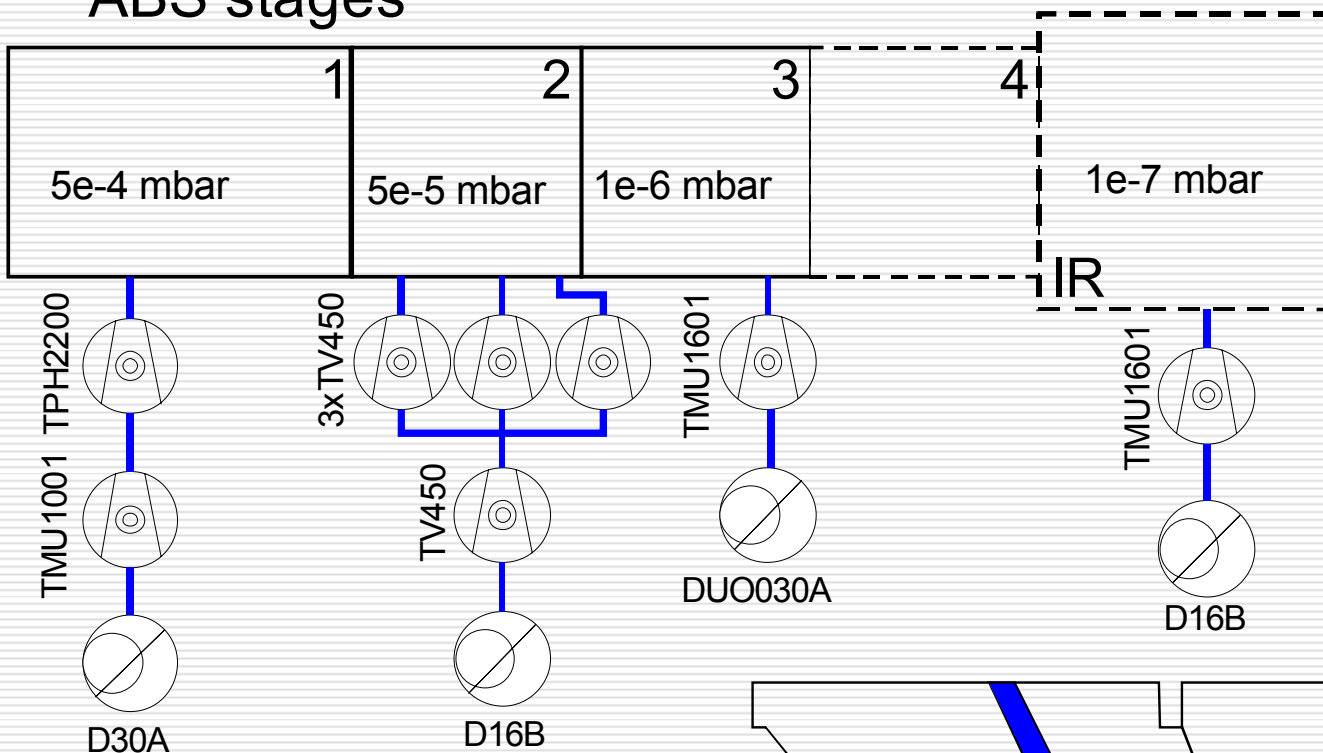 ABS stages
1
2
3
4
5e-4 mbar
5e-5 mbar
1e-6 mbar
1e-7 mbar
IR
TPH2200
3xTV450
TMU1601
TMU1601
TMU1001
TV450
DUO030A
D16B
D30A
D16B